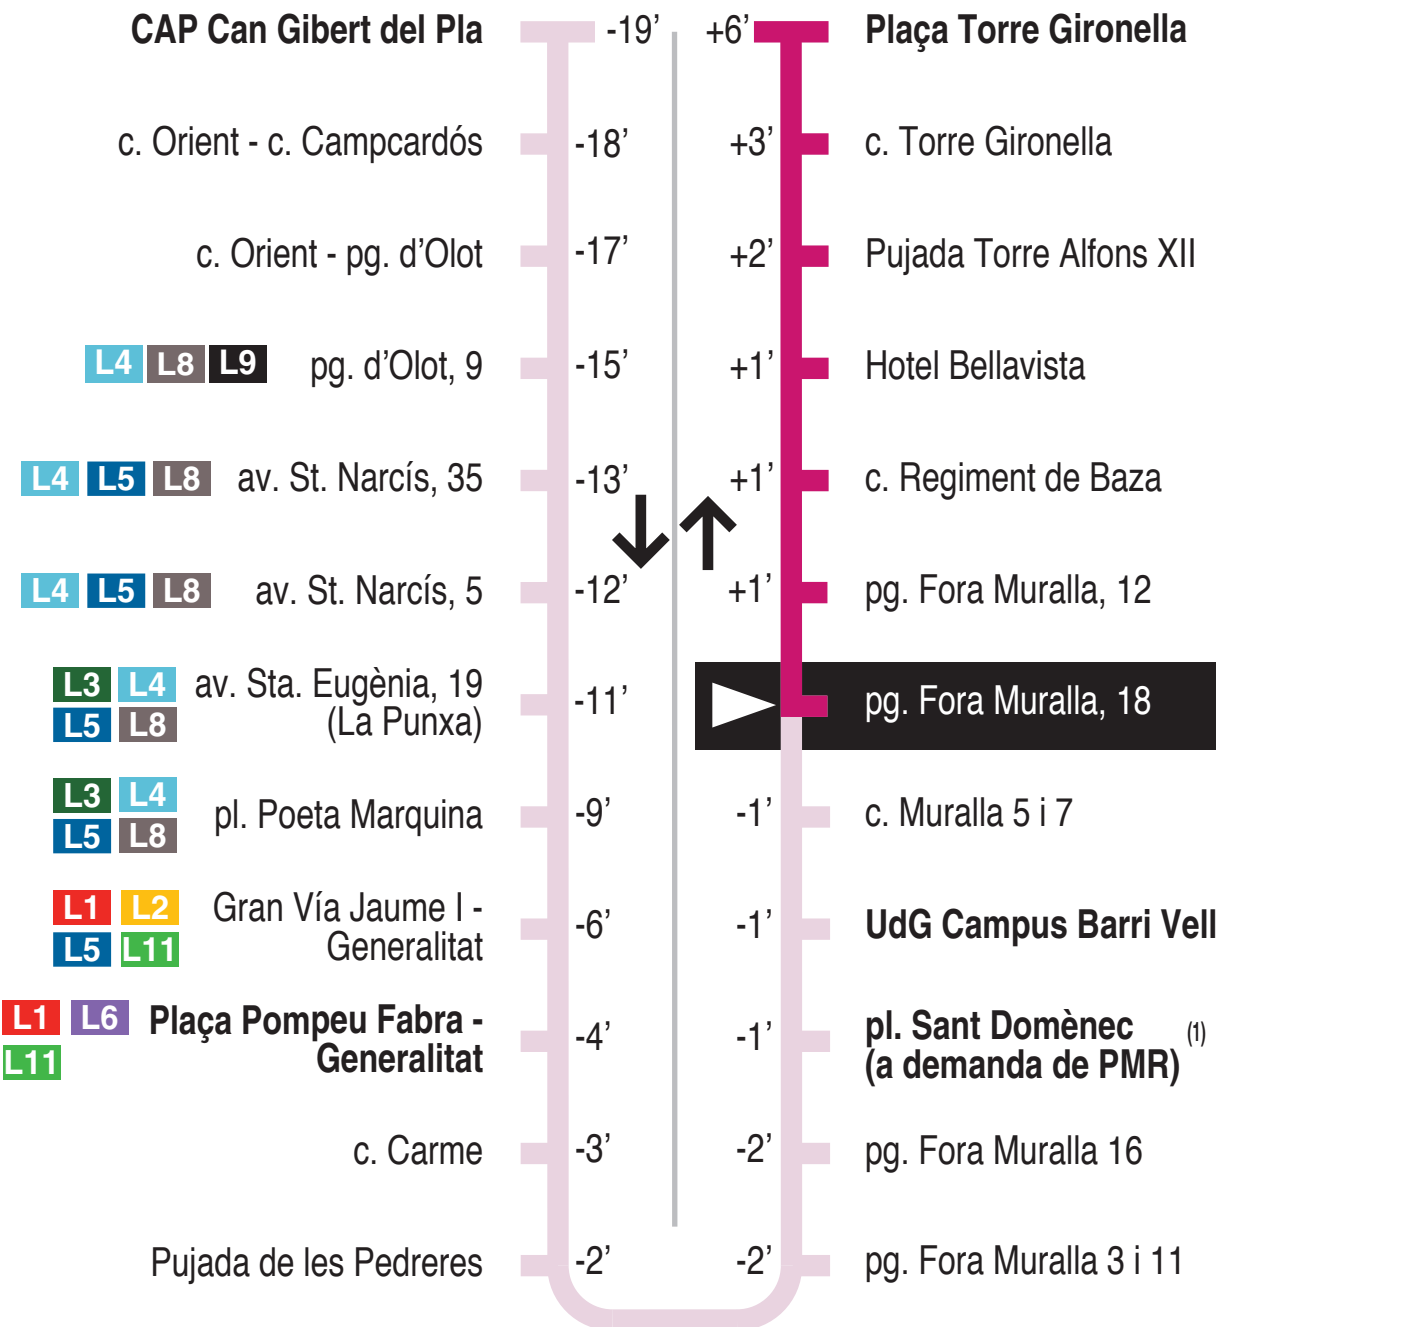 CAP Can Gibert del Pla -19’
c. Orient - c. Campcardós -18’
c. Orient - pg. d’Olot -17’
L4 L8 L9 pg. d’Olot, 9 -15’
L4 L5 L8 av. St. Narcís, 35 -13’
L4 L5 L8 av. St. Narcís, 5 -12’
L3 L4 av. Sta. Eugènia, 19
L5 L8 (La Punxa) -11’
L3 L4
L5 L8 pl. Poeta Marquina -9’
L1 L2 Gran Vía Jaume I -
L5 L11 Generalitat -6’
L1 L6 Plaça Pompeu Fabra -
L11 Generalitat -4’
c. Carme -3’
Pujada de les Pedreres -2’
+6’ Plaça Torre Gironella
+3’ c. Torre Gironella
+2’ Pujada Torre Alfons XII
+1’ Hotel Bellavista
+1’ c. Regiment de Baza
+1’ pg. Fora Muralla, 12
pg. Fora Muralla, 18
-1’ c. Muralla 5 i 7
-1’ UdG Campus Barri Vell
-1’ pl. Sant Domènec (1)
(a demanda de PMR)
-2’ pg. Fora Muralla 16
-2’ pg. Fora Muralla 3 i 11